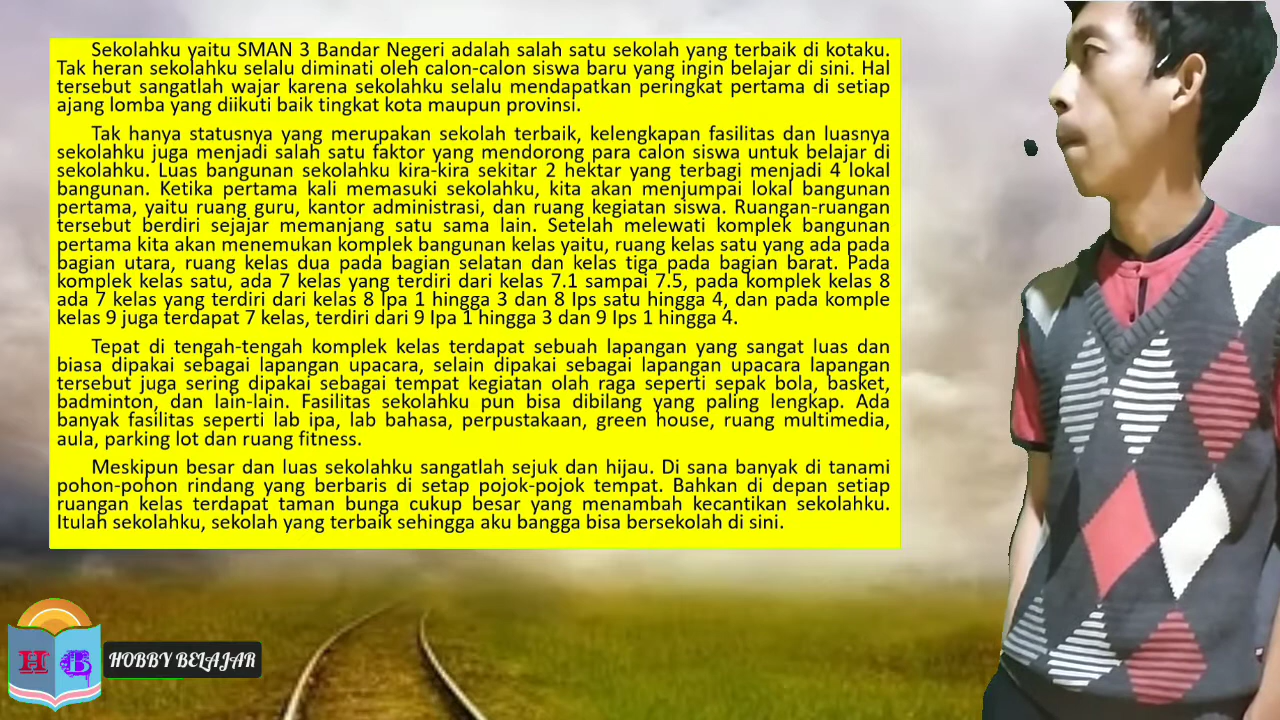 Sekolahku yaitu SMAN 3 Bandar Negeri adalah salah satu sekolah yang terbaik di kotaku.
Tak heran sekolahku selalu diminati oleh calon-calon siswa baru yang ingin belajar di sini. Hal
tersebut sangatlah wajar karena sekolahku selalu mendapatkan peringkat pertama di setiap
ajang lomba yang diikuti baik tingkat kota maupun provinsi.
Tak hanya statusnya yang merupakan sekolah terbaik, kelengkapan fasilitas dan luasnya
sekolahku juga menjadi salah satu faktor yang mendorong para calon siswa untuk belajar di
sekolahku. Luas bangunan sekolahku kira-kira sekitar 2 hektar yang terbagi menjadi 4 lokal
bangunan. Ketika pertama kali memasuki sekolahku, kita akan menjumpai lokal bangunan
pertama, yaitu ruang guru, kantor administrasi, dan ruang kegiatan siswa. Ruangan-ruangan
tersebut berdiri sejajar memanjang satu sama lain. Setelah melewati komplek bangunan
pertama kita akan menemukan komplek bangunan kelas yaitu, ruang kelas satu yang ada pada
bagian utara, ruang kelas dua pada bagian selatan dan kelas tiga pada bagian barat. Pada
komplek kelas satu, ada 7 kelas yang terdiri dari kelas 7.1 sampai 7.5, pada komplek kelas 8
ada 7 kelas yang terdiri dari kelas 8 Ipa 1 hingga 3 dan 8 Ips satu hingga 4, dan pada komple
kelas 9 juga terdapat 7 kelas, terdiri dari 9 Ipa 1 hingga 3 dan 9 Ips 1 hingga 4.
Tepat di tengah-tengah komplek kelas terdapat sebuah lapangan yang sangat luas dan
biasa dipakai sebagai lapangan upacara, selain dipakai sebagai lapangan upacara lapangan
tersebut juga sering dipakai sebagai tempat kegiatan olah raga seperti sepak bola, basket,
badminton, dan lain-lain. Fasilitas sekolahku pun bisa dibilang yang paling lengkap. Ada
banyak fasilitas seperti lab ipa, lab bahasa, perpustakaan, green house, ruang multimedia,
aula, parking lot dan ruang fitness.
Meskipun besar dan luas sekolahku sangatlah sejuk dan hijau. Di sana banyak di tanami
pohon-pohon rindang yang berbaris di setap pojok-pojok tempat. Bahkan di depan setiap
ruangan kelas terdapat taman bunga cukup besar yang menambah kecantikan sekolahku.
Itulah sekolahku, sekolah yang terbaik sehingga aku bangga bisa bersekolah di sini.
H B
HOBBY BELAJAR